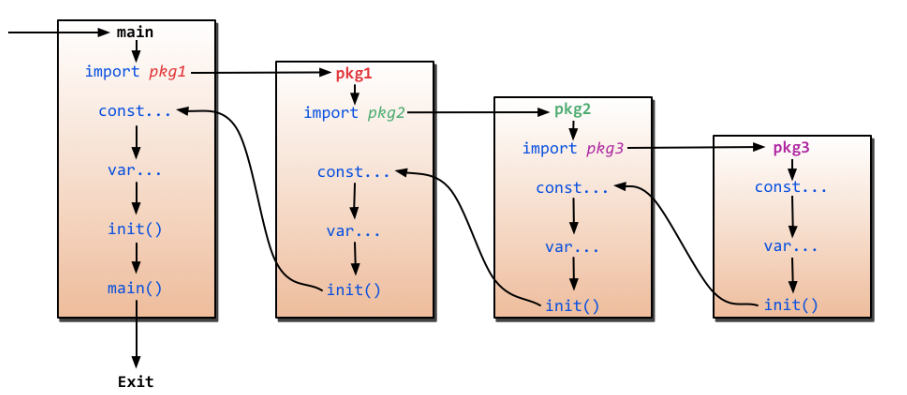 main
import pkg1
const...
var...
init()
main()
Exit
pkg1
import pkg2
const...
var...
init()
pkg2
import pkg3
const...
var...
init()
pkg3
const...
var...
init()